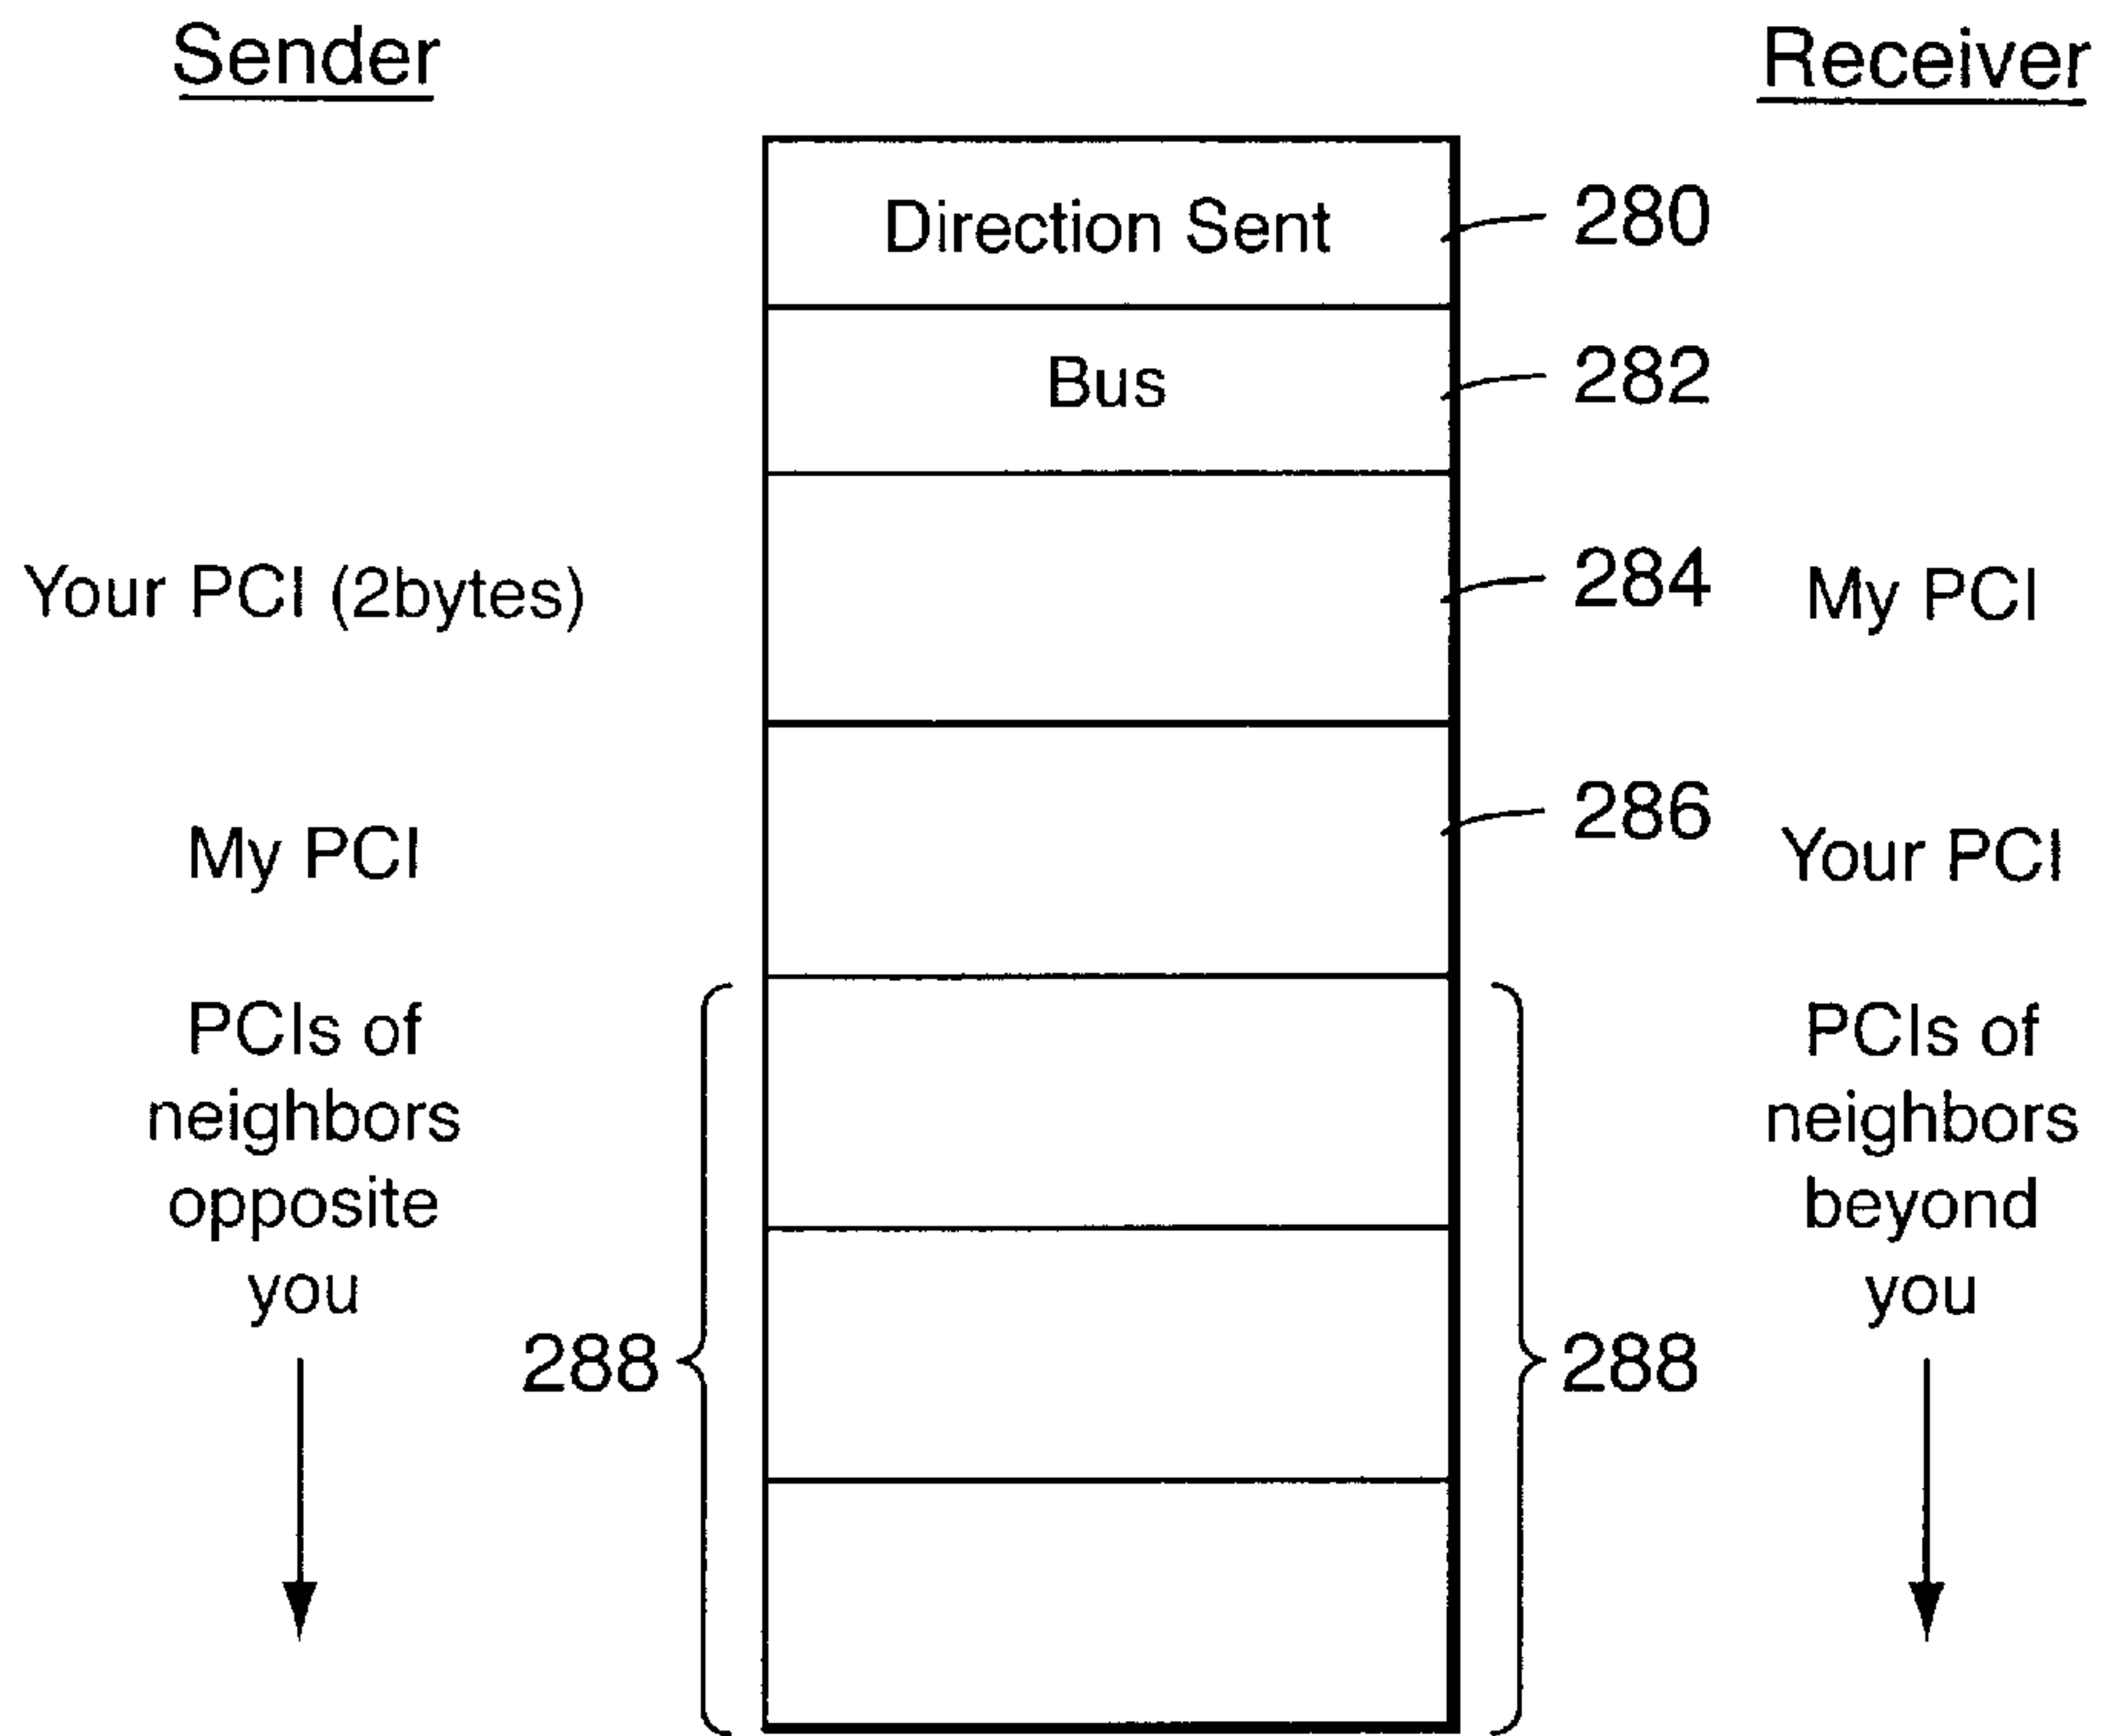 Sender
Receiver
Direction Sent
280
Bus
282
Your PCI (2bytes)
284
My PCI
My PCI
286
Your PCI
PCIs of
neighbors
opposite
you
288
PCIs of
neighbors
beyond
you
288